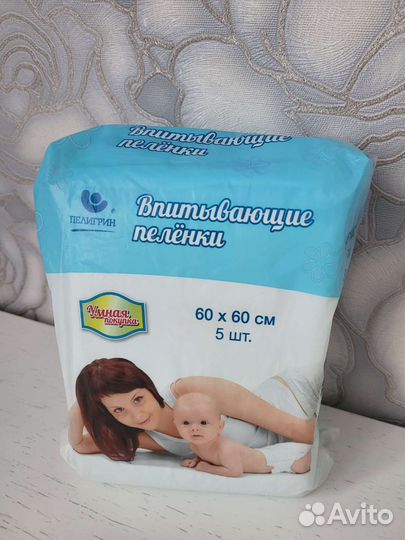 Впитывающие
пелёнки
ПЕЛИГРИН ®
Впитывающие
пелёнки
Умная
покупка
60 х 60 см
5 шт.
Avito